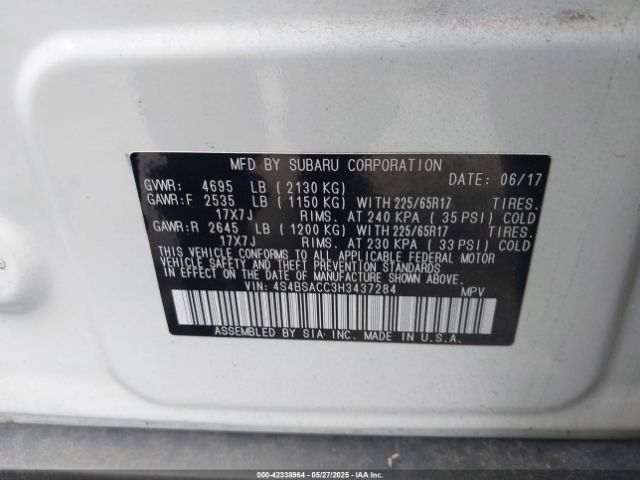 MFD BY SUBARU CORPORATION
GVWR: 4695 LB (2130 KG) DATE: 06/17
GAWR:F 2535 LB (1150 KG) WITH 225/65R17 TIRES.
17X7J RIMS. AT 240 KPA (35 PSI) COLD
GAWR:R 2645 LB (1200 KG) WITH 225/65R17 TIRES.
17X7J RIMS. AT 230 KPA (33 PSI) COLD
THIS VEHICLE CONFORMS TO ALL APPLICABLE FEDERAL MOTOR
VEHICLE SAFETY, BUMPER, AND THEFT PREVENTION STANDARDS IN EFFECT
ON THE DATE OF MANUFACTURE SHOWN ABOVE.
VIN: 4S4BSACC3H3437284 MPV
ASSEMBLED BY SIA INC. MADE IN U.S.A.
000-42338964 | 05/27/2025 | IAA